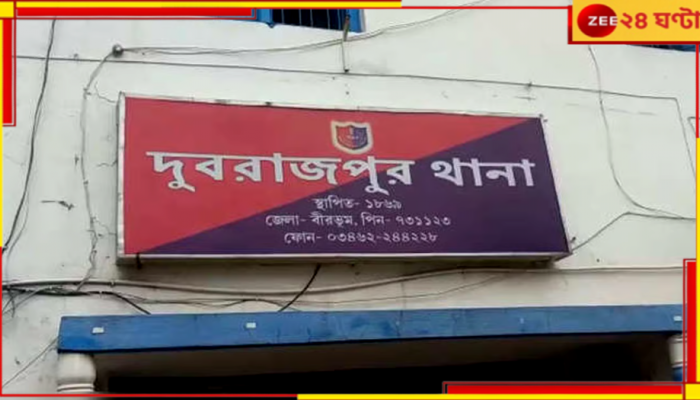 ZEE ২৪ ঘণ্টা
দুবরাজপুর থানা
স্থাপিত- ১৮৬৯
জেলা- বীরভূম, পিন- ৭৩১১২৩
ফোন- ০৩৪৬২-২৪৪২২৮